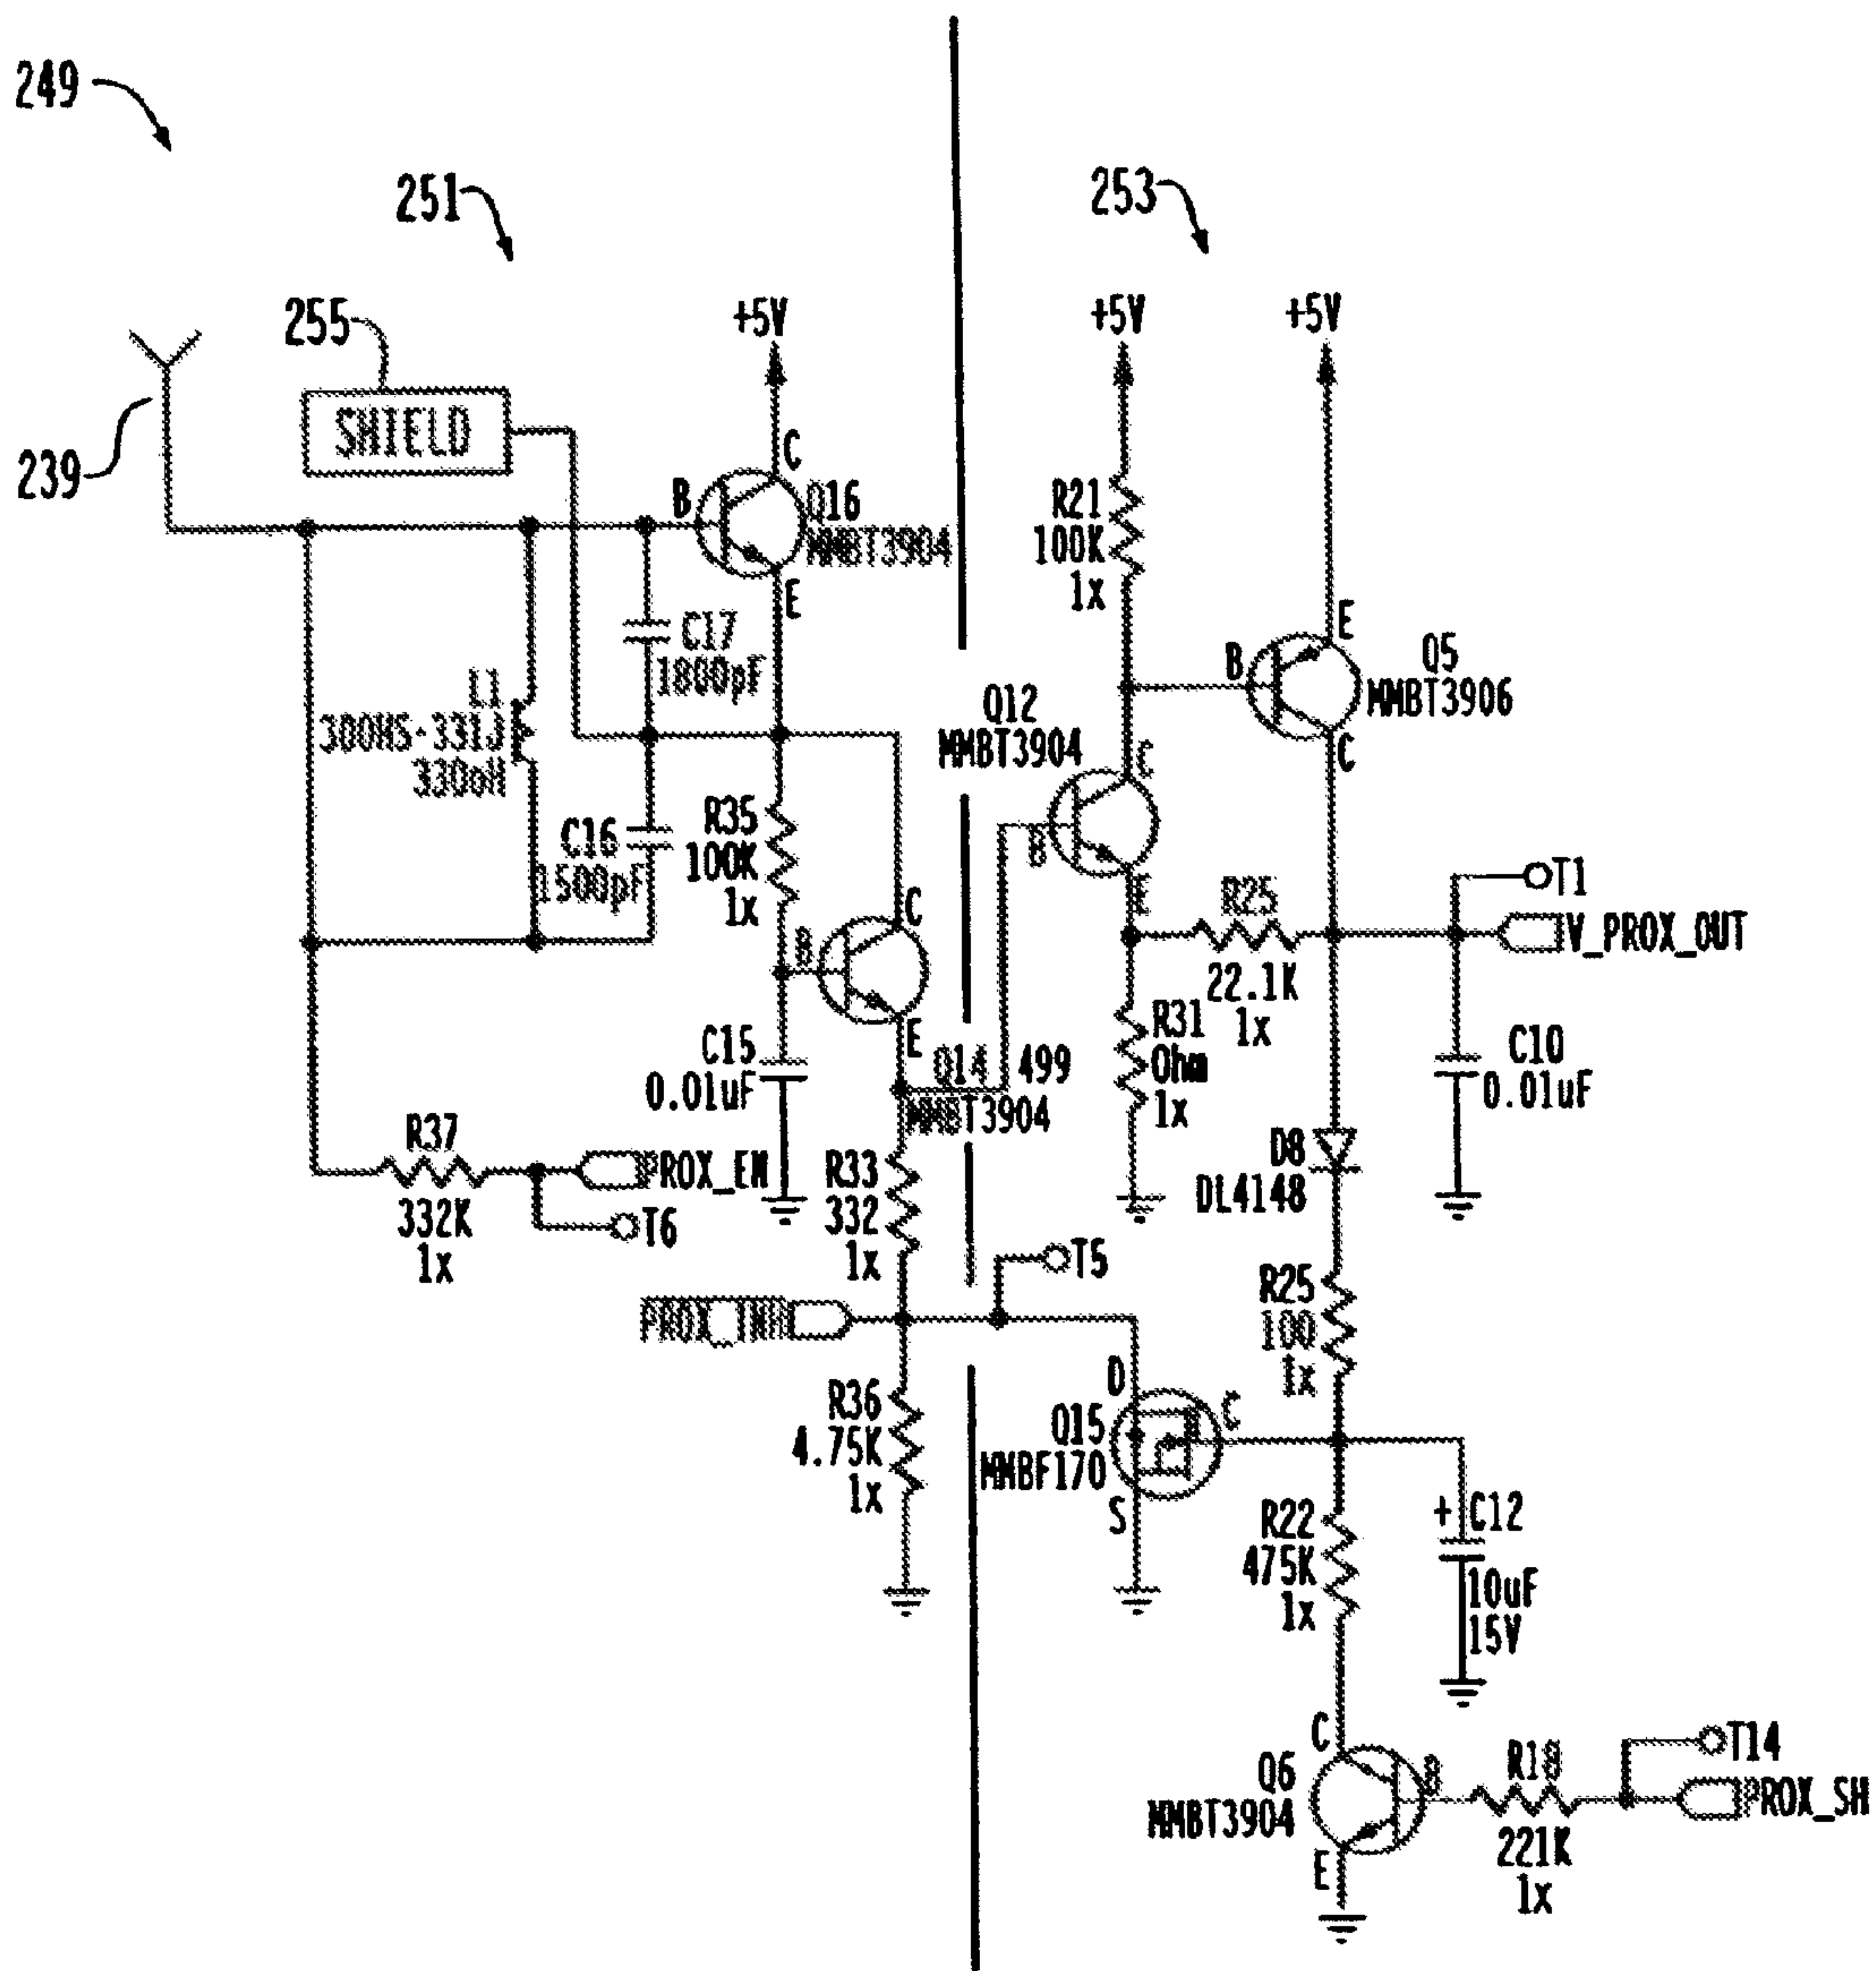 249
251
253
255
239
SHIELD
+5V
+5V
+5V
C
B
Q16
MMBT3904
E
C17
1800pF
L1
330nH
C16
1500pF
R35
100K
1x
C
B
E
Q14
MMBT3904
C15
0.01uF
R37
332K
1x
PROX_EN
T6
R33
332
1x
T5
R36
4.75K
1x
R21
100K
1x
E
B
Q5
MMBT3906
C
Q12
MMBT3904
C
B
E
R25
22.1K
1x
T1
V_PROX_OUT
499
R31
Ohm
1x
C10
0.01uF
D8
DL4148
R25
100
1x
D
Q15
MMBF170
C
S
R22
475K
1x
+
C12
10uF
15V
C
Q6
MMBT3904
B
E
R18
221K
1x
T14
PROX_SH